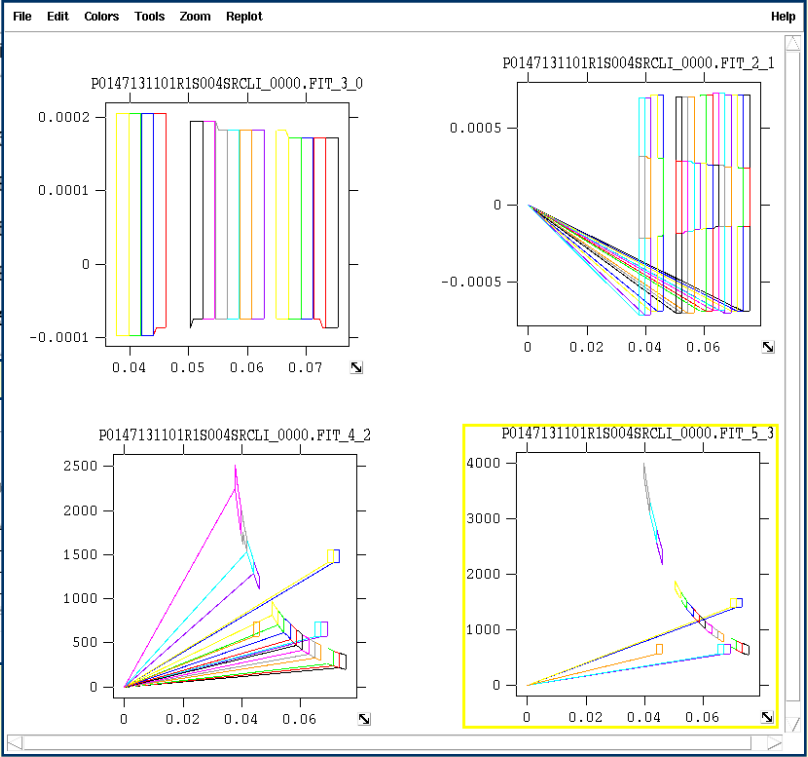 File Edit Colors Tools Zoom Replot Help
P0147131101R1S004SRCLI_0000.FIT_3_0
0.0002
0.0001
0
-0.0001
0.04 0.05 0.06 0.07
P0147131101R1S004SRCLI_0000.FIT_2_1
0.0005
0
-0.0005
0 0.02 0.04 0.06
P0147131101R1S004SRCLI_0000.FIT_4_2
2500
2000
1500
1000
500
0
0 0.02 0.04 0.06
P0147131101R1S004SRCLI_0000.FIT_5_3
4000
3000
2000
1000
0
0 0.02 0.04 0.06